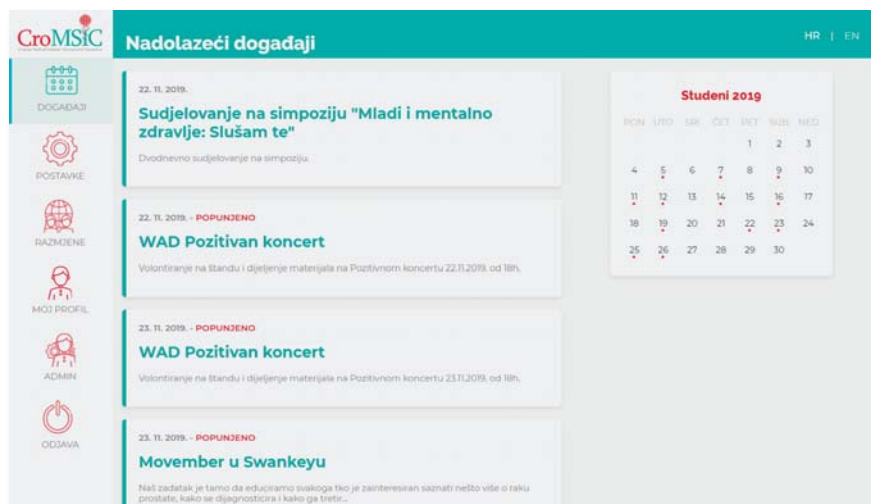 CroMSIC
Nadolazeći događaji
HR | EN
DOGAĐAJI
POSTAVKE
RAZMJENE
MOJ PROFIL
ADMIN
ODJAVA
22. 11. 2019.
Sudjelovanje na simpoziju "Mladi i mentalno
zdravlje: Slušam te"
Dvodnevno sudjelovanje na simpoziju.
22. 11. 2019. - POPUNJENO
WAD Pozitivan koncert
Volontiranje na štandu i dijeljenje materijala na Pozitivnom koncertu 22.11.2019. od 18h.
23. 11. 2019. - POPUNJENO
WAD Pozitivan koncert
Volontiranje na štandu i dijeljenje materijala na Pozitivnom koncertu 23.11.2019. od 18h.
23. 11. 2019. - POPUNJENO
Movember u Swankeyu
Naš zadatak je tamo da educiramo svakoga tko je zainteresiran saznati nešto više o raku
prostate, kako se dijagnosticira i kako ga tretir...
Studeni 2019
PON UTO SRI ČET PET SUB NED
1 2 3
4 5 6 7 8 9 10
11 12 13 14 15 16 17
18 19 20 21 22 23 24
25 26 27 28 29 30